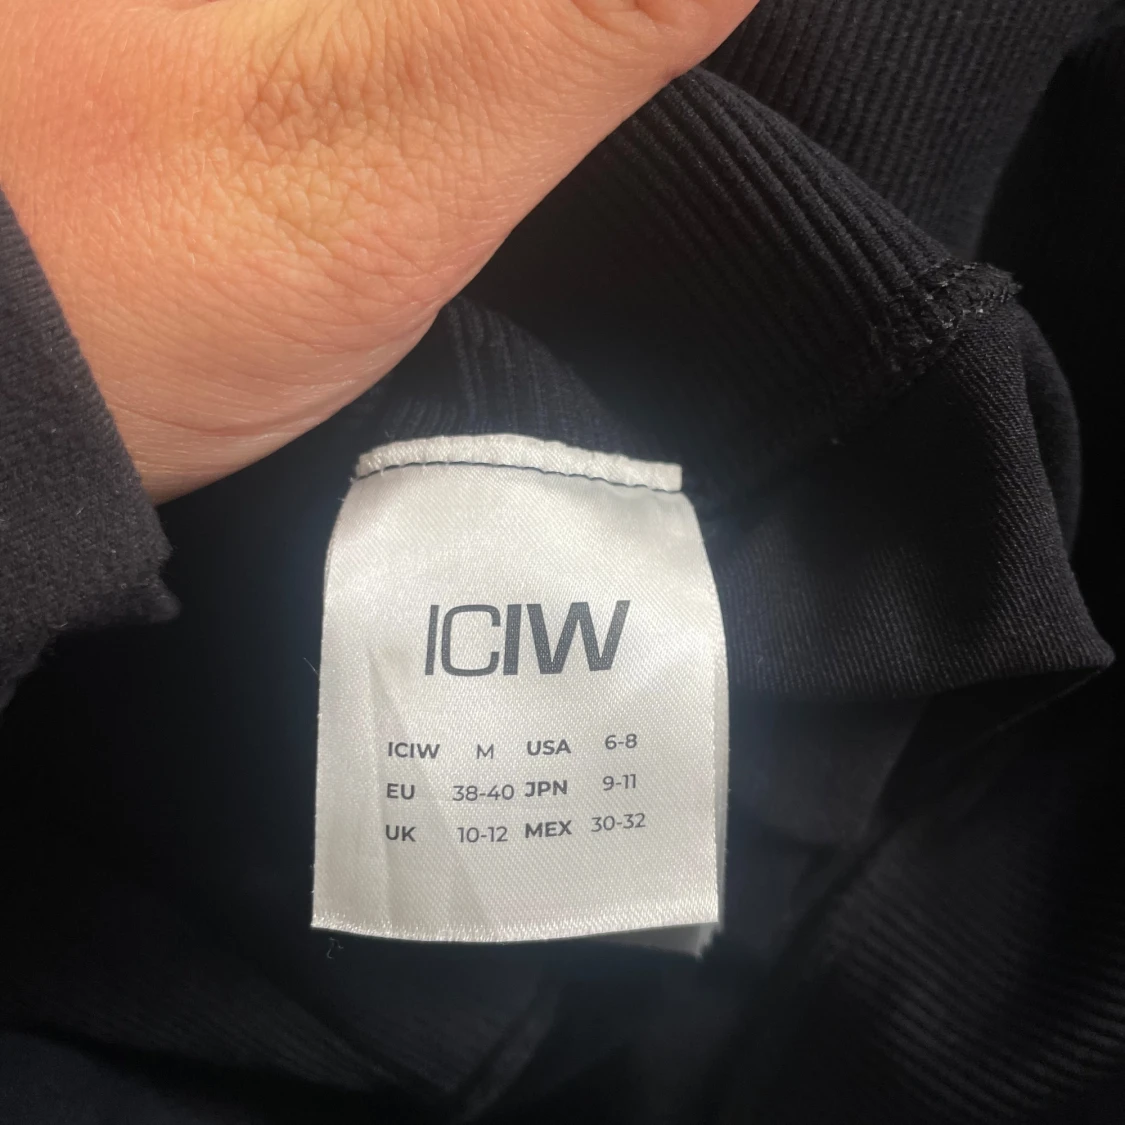 ICIW
ICIW M USA 6-8
EU 38-40 JPN 9-11
UK 10-12 MEX 30-32